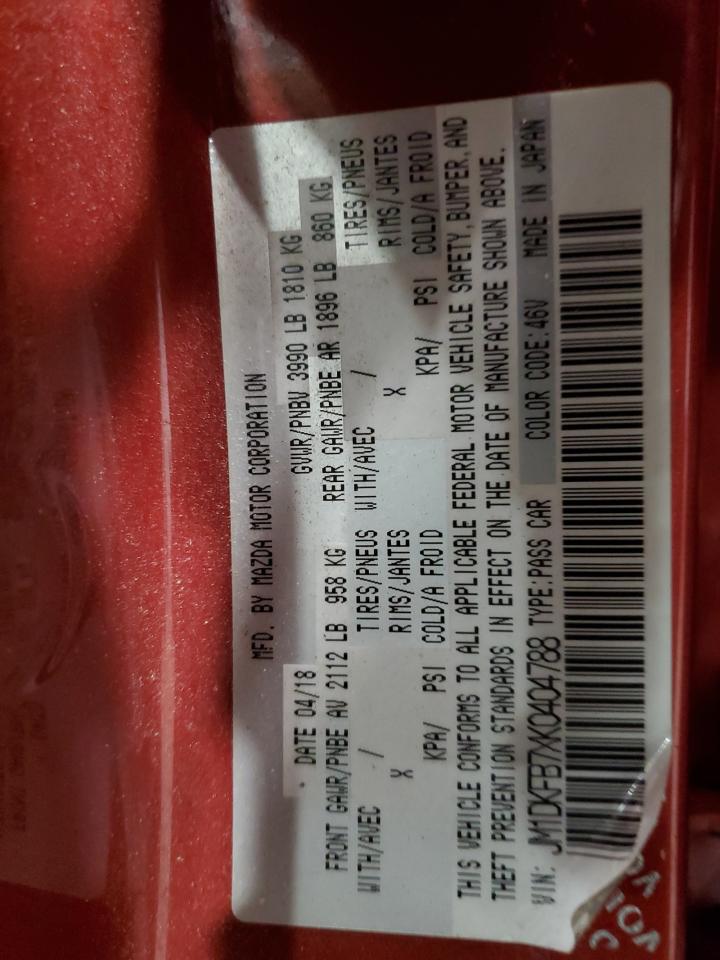 MFD. BY MAZDA MOTOR CORPORATION
DATE 04/18 GVWR/PNBV 3990 LB 1810 KG
FRONT GAWR/PNBE AV 2112 LB 958 KG REAR GAWR/PNBE AR 1896 LB 860 KG
WITH/AVEC / TIRES/PNEUS WITH/AVEC / TIRES/PNEUS
X RIMS/JANTES X RIMS/JANTES
KPA/ PSI COLD/A FROID KPA/ PSI COLD/A FROID
THIS VEHICLE CONFORMS TO ALL APPLICABLE FEDERAL MOTOR VEHICLE SAFETY,BUMPER,AND
THEFT PREVENTION STANDARDS IN EFFECT ON THE DATE OF MANUFACTURE SHOWN ABOVE.
VIN: JM1DKFB7XK0404788 TYPE:PASS CAR COLOR CODE:46V MADE IN JAPAN